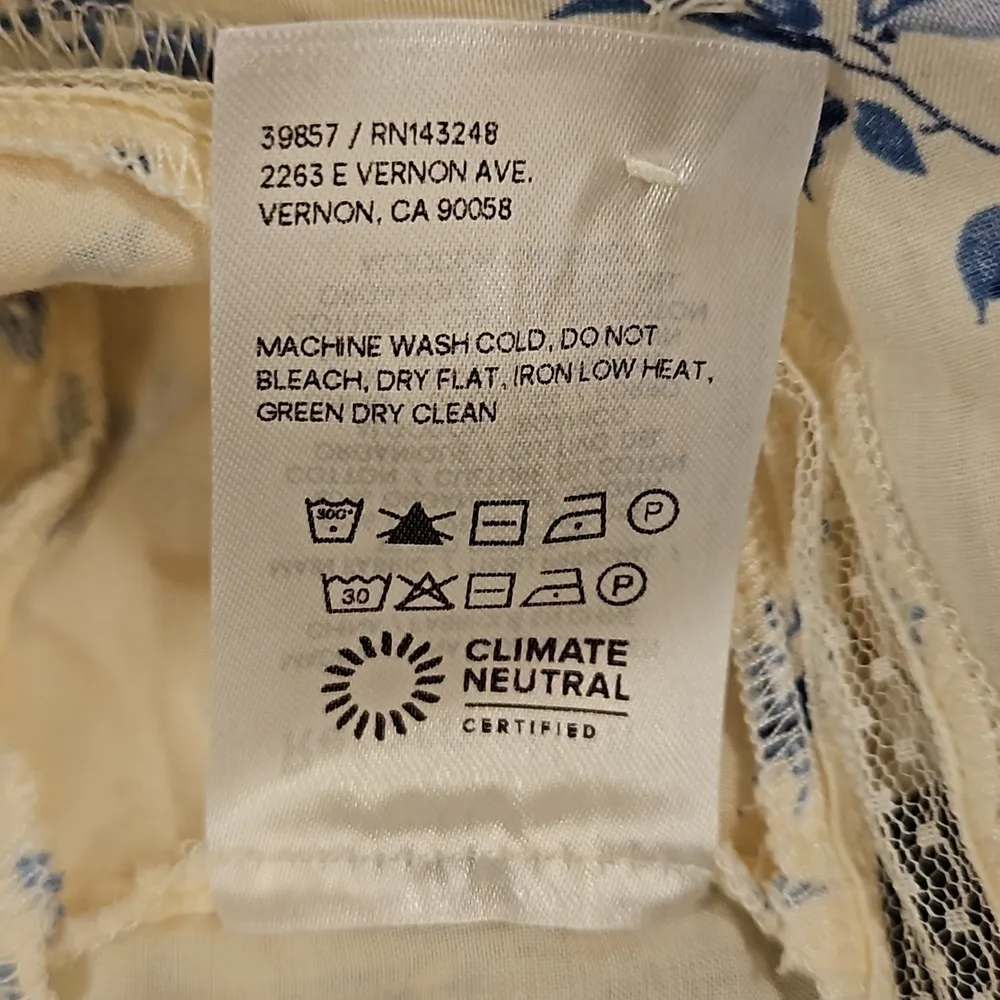 39857 / RN143248
2263 E VERNON AVE.
VERNON, CA 90058
MACHINE WASH COLD, DO NOT
BLEACH, DRY FLAT, IRON LOW HEAT,
GREEN DRY CLEAN
30C° P
30 P
CLIMATE
NEUTRAL
CERTIFIED